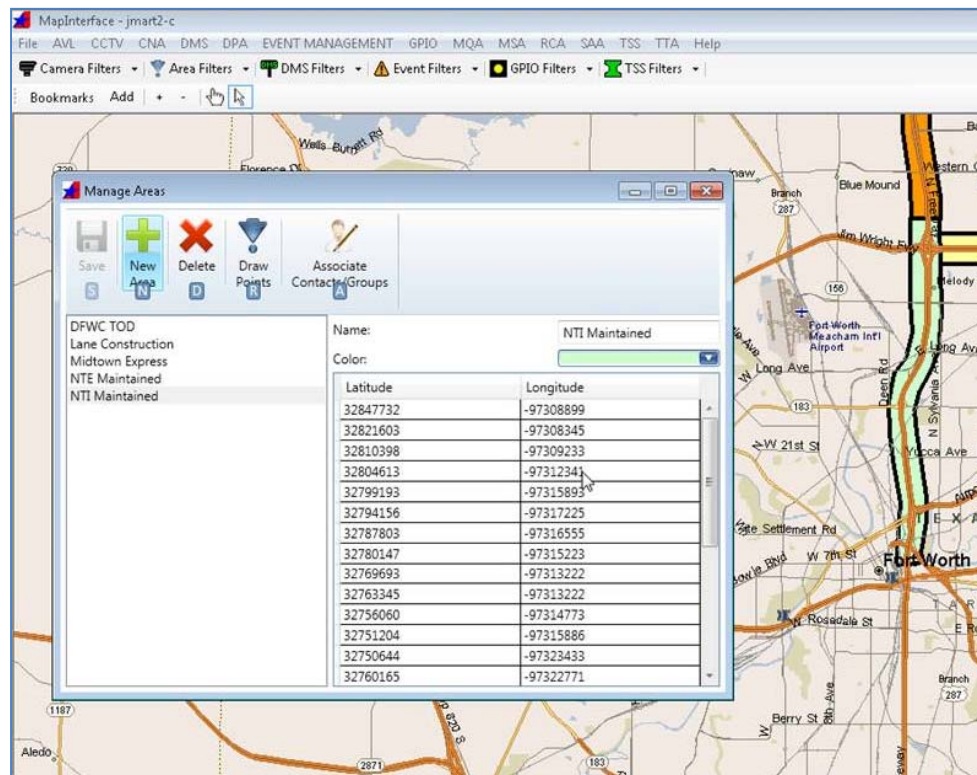 MapInterface - jmart2-c
File AVL CCTV CNA DMS DPA EVENT MANAGEMENT GPIO MQA MSA RCA SAA TSS TTA Help
Camera Filters Area Filters DMS Filters Event Filters GPIO Filters TSS Filters
Bookmarks Add + -
Manage Areas
Save New Area Delete Draw Points Associate Contacts/Groups
S N D R A
DFWC TOD
Lane Construction
Midtown Express
NTE Maintained
NTI Maintained
Name: NTI Maintained
Color:
Latitude Longitude
32847732 -97308899
32821603 -97308345
32810398 -97309233
32804613 -97312341
32799193 -97315893
32794156 -97317225
32787803 -97316555
32780147 -97315223
32769693 -97313222
32763345 -97313222
32756060 -97314773
32751204 -97315886
32750644 -97323433
32760165 -97322771
Blue Mound
Branch
287
Jim Wright Fwy
156
Melody
Fort Worth
Meacham Int'l
Airport
Long Ave
Deen Rd
N Sylvania Ave
183
NW 21st St
Yucca Ave
TEXA
W 7th St
Fort Worth
W Rosedale St
Branch
287
Berry St
8th Ave
1187
Aledo
2871
183
820 S